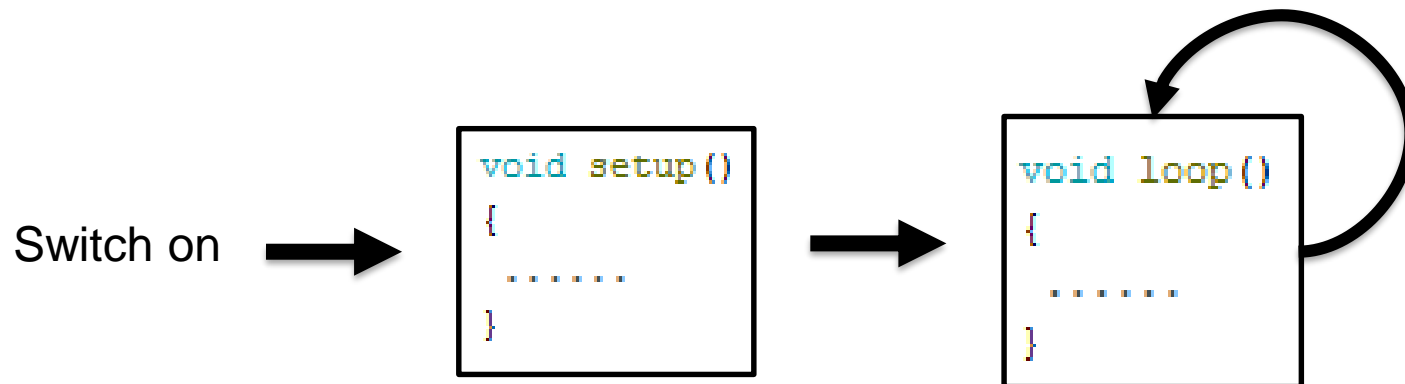 Switch on
void setup()
{
......
}
void loop()
{
......
}